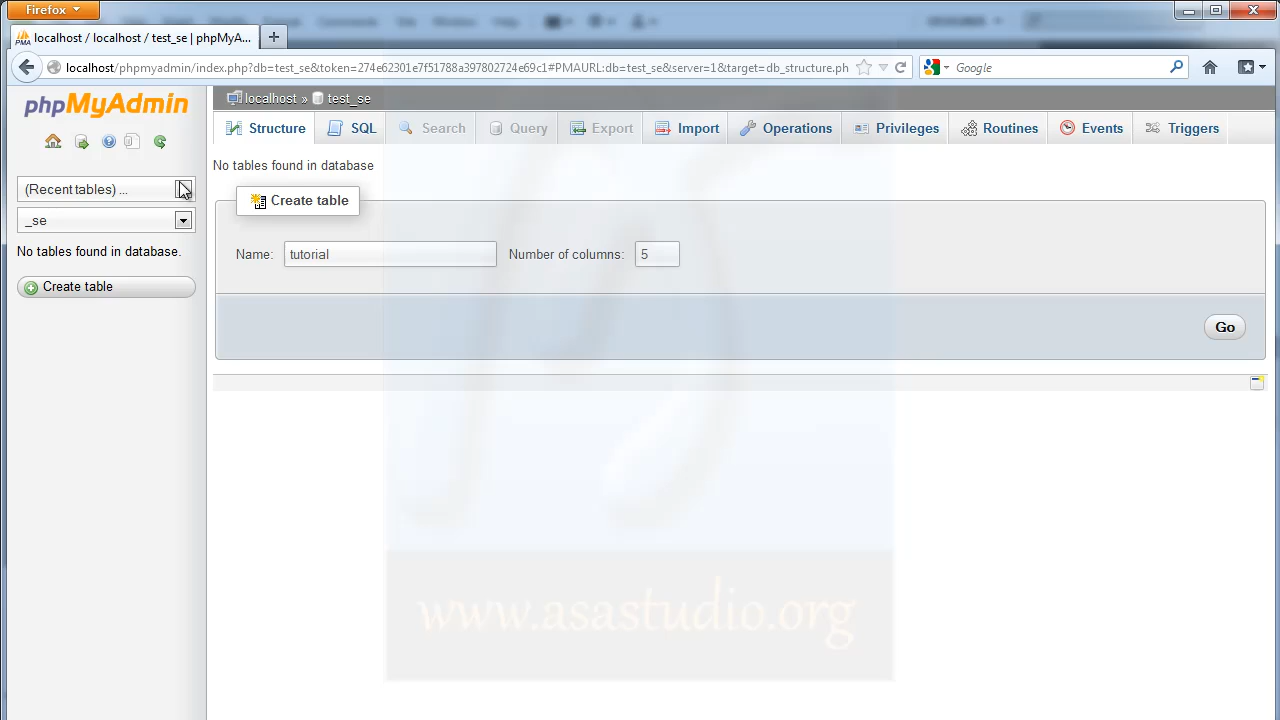 Firefox
localhost / localhost / test_se | phpMyA...
localhost/phpmyadmin/index.php?db=test_se&token=274e62301e7f51788a397802724e69c1#PMAURL:db=test_se&server=1&target=db_structure.ph
Google
phpMyAdmin
localhost » test_se
Structure SQL Search Query Export Import Operations Privileges Routines Events Triggers
(Recent tables) ...
_se
No tables found in database.
Create table
No tables found in database
Create table
Name: tutorial Number of columns: 5
Go
www.asastudio.org